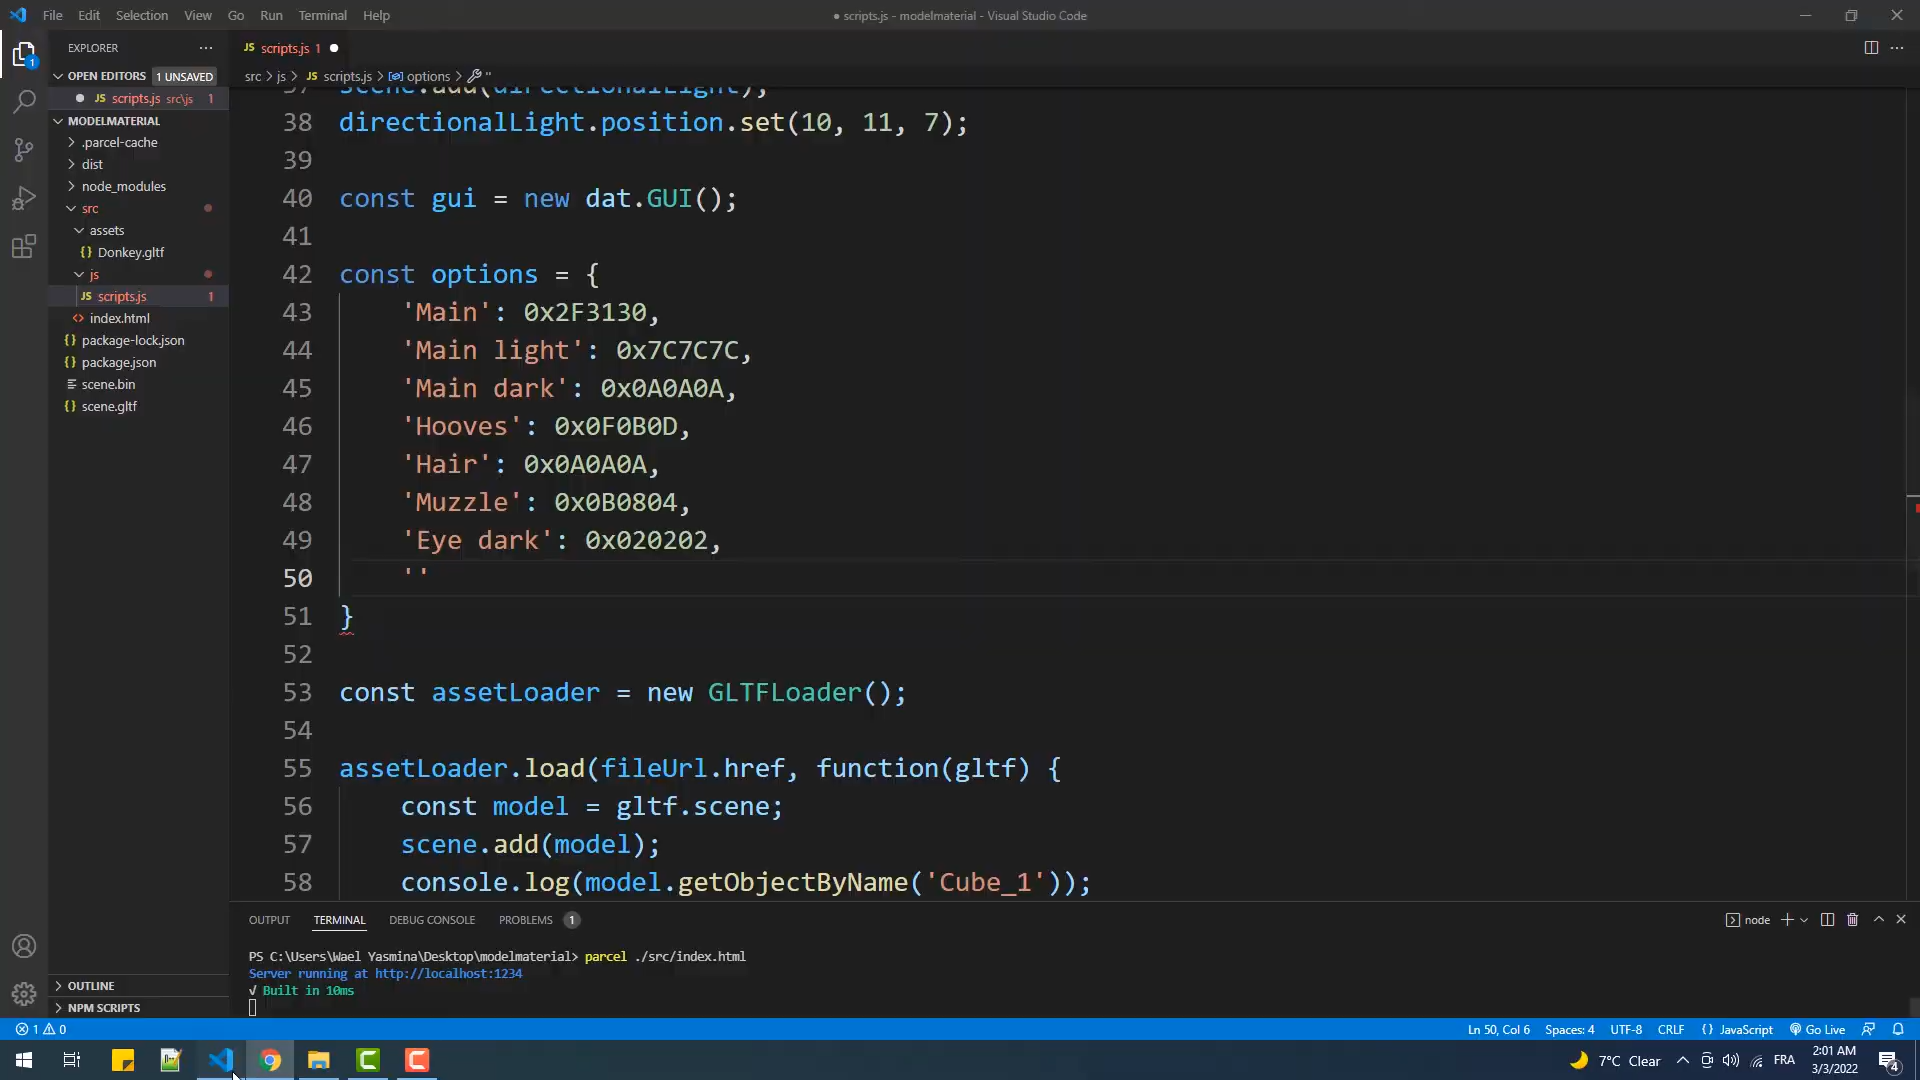 File Edit Selection View Go Run Terminal Help
● scripts.js - modelmaterial - Visual Studio Code
EXPLORER
OPEN EDITORS 1 UNSAVED
JS scripts.js src\js 1
MODELMATERIAL
.parcel-cache
dist
node_modules
src
assets
{} Donkey.gltf
js
JS scripts.js 1
<> index.html
{} package-lock.json
{} package.json
scene.bin
{} scene.gltf
OUTLINE
NPM SCRIPTS
1
JS scripts.js 1 ●
src > js > JS scripts.js > options > ''
37 scene.add(directionalLight);
38 directionalLight.position.set(10, 11, 7);
39
40 const gui = new dat.GUI();
41
42 const options = {
43 'Main': 0x2F3130,
44 'Main light': 0x7C7C7C,
45 'Main dark': 0x0A0A0A,
46 'Hooves': 0x0F0B0D,
47 'Hair': 0x0A0A0A,
48 'Muzzle': 0x0B0804,
49 'Eye dark': 0x020202,
50 ''
51 }
52
53 const assetLoader = new GLTFLoader();
54
55 assetLoader.load(fileUrl.href, function(gltf) {
56 const model = gltf.scene;
57 scene.add(model);
58 console.log(model.getObjectByName('Cube_1'));
OUTPUT TERMINAL DEBUG CONSOLE PROBLEMS 1
node
PS C:\Users\Wael Yasmina\Desktop\modelmaterial> parcel ./src/index.html
Server running at http://localhost:1234
√ Built in 10ms
1 0
Ln 50, Col 6 Spaces: 4 UTF-8 CRLF {} JavaScript Go Live
7°C Clear FRA 2:01 AM
3/3/2022 4